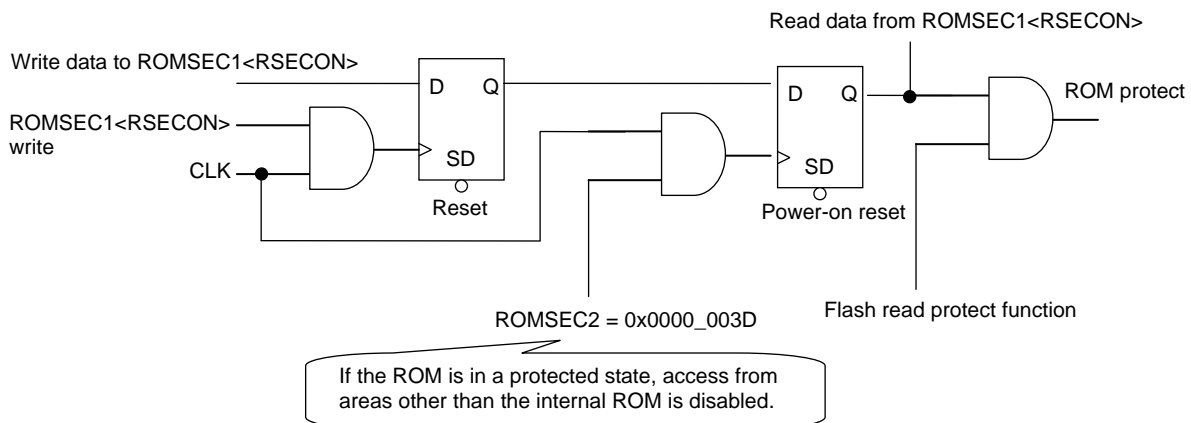 Read data from ROMSEC1<RSECON>
Write data to ROMSEC1<RSECON>
D Q
D Q
ROM protect
ROMSEC1<RSECON>
write
CLK
SD
SD
Reset
Power-on reset
Flash read protect function
ROMSEC2 = 0x0000_003D
If the ROM is in a protected state, access from
areas other than the internal ROM is disabled.